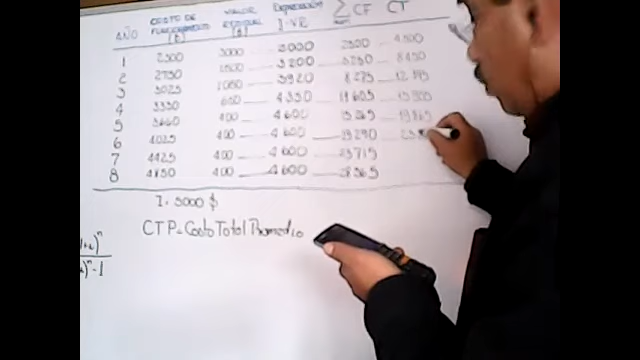 AÑO COSTO DE FUNCIONAMIENTO VALOR RESIDUAL I-VR ∑CF CT
1 2500 3000 2000 2500 4500
2 2750 1800 3200 5250 8450
3 3025 1080 3920 8275 12195
4 3330 650 4350 11605 15955
5 3660 400 4600 15265 19865
6 4025 400 4600 19290
7 4425 400 4600 23715
8 4850 400 4600 28565
I = 5000 $
CTP = Costo Total Promedio